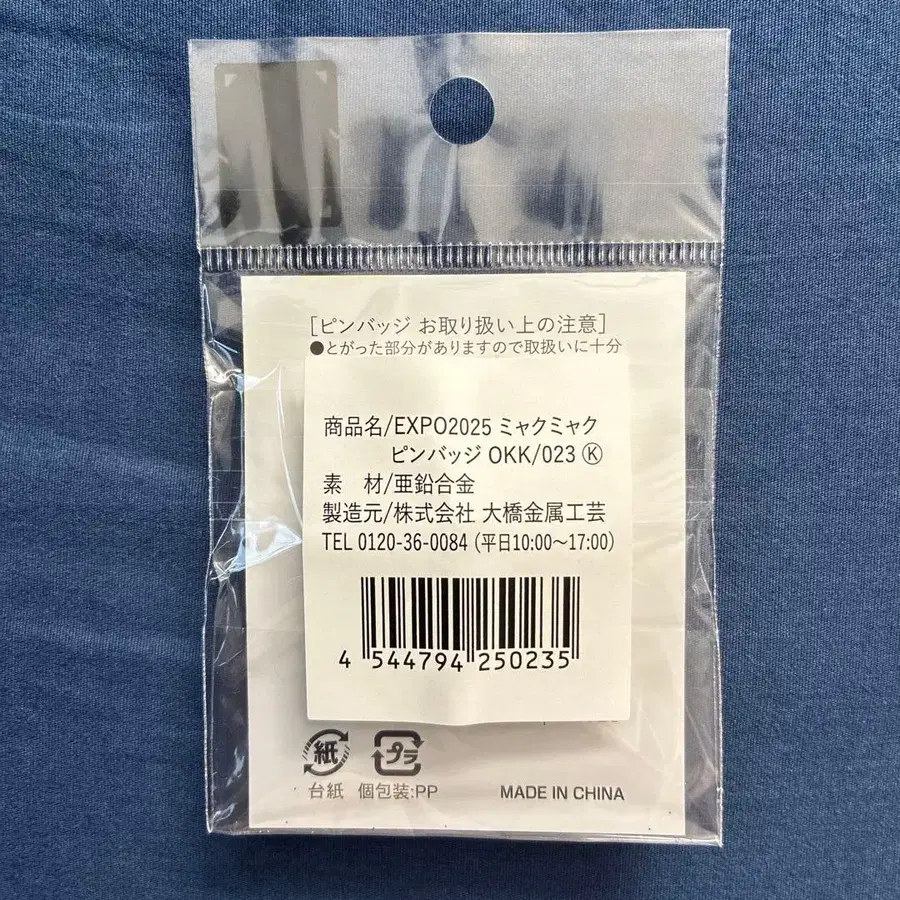 [ピンバッジ お取り扱い上の注意]
●とがった部分がありますので取扱いに十分
商品名/EXPO2025 ミャクミャク
ピンバッジ OKK/023 Ⓚ
素　材/亜鉛合金
製造元/株式会社 大橋金属工芸
TEL 0120-36-0084 (平日10:00～17:00)
4 544794 250235
紙 プラ
台紙 個包装:PP MADE IN CHINA